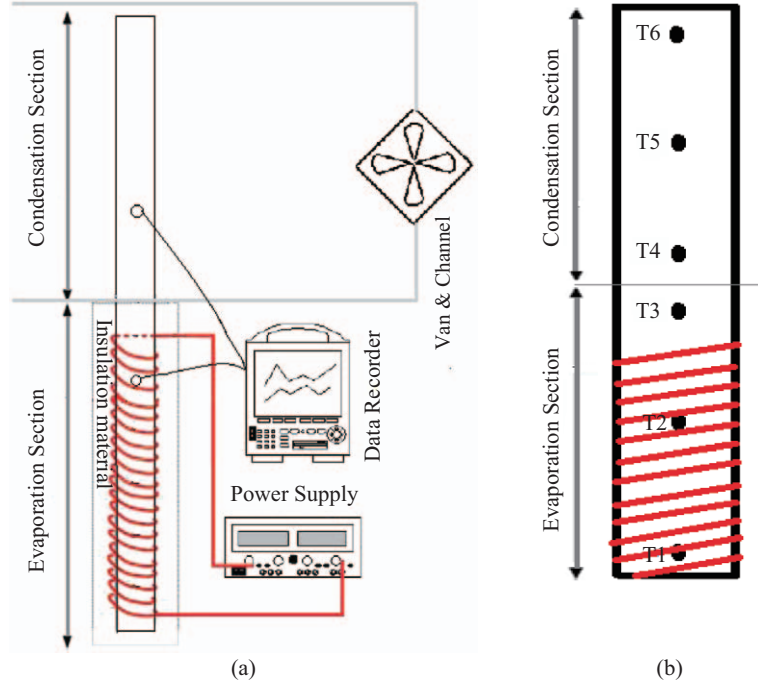 Condensation Section
Evaporation Section
Insulation material
Van & Channel
Data Recorder
Power Supply
(a)
Condensation Section
Evaporation Section
T6
T5
T4
T3
T2
T1
(b)